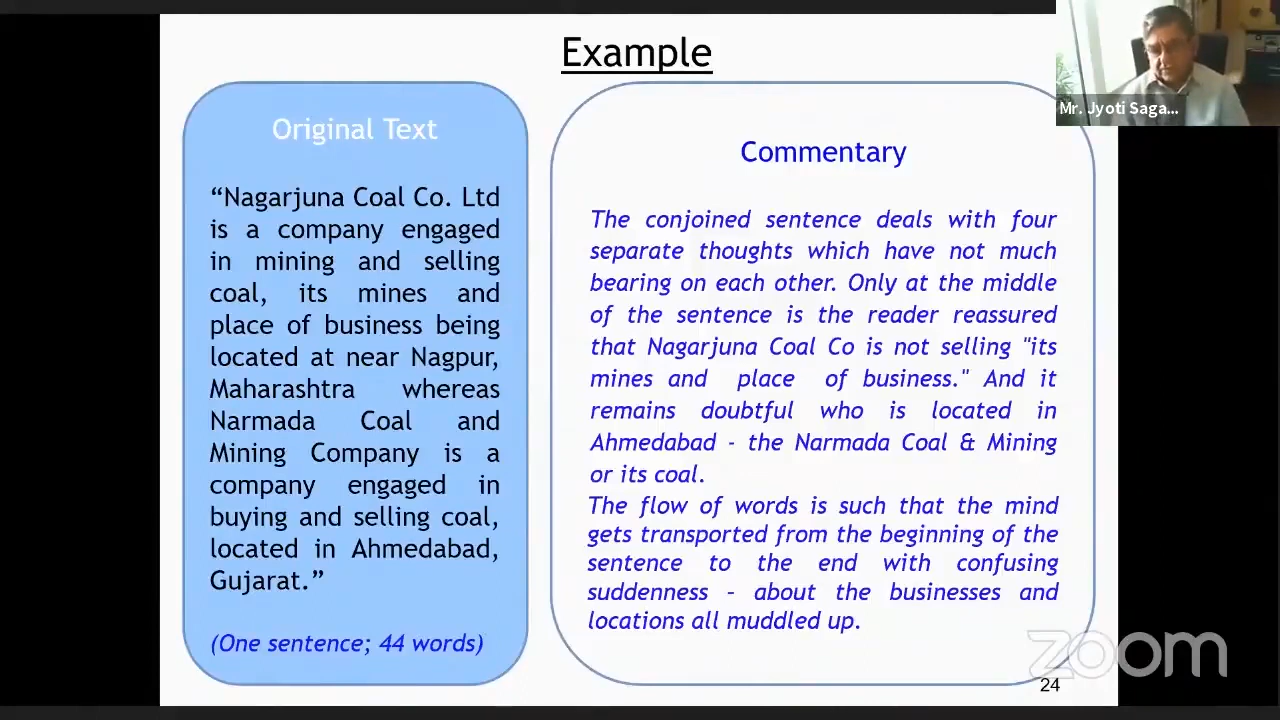 Example
Original Text
“Nagarjuna Coal Co. Ltd
is a company engaged
in mining and selling
coal, its mines and
place of business being
located at near Nagpur,
Maharashtra whereas
Narmada Coal and
Mining Company is a
company engaged in
buying and selling coal,
located in Ahmedabad,
Gujarat.”
(One sentence; 44 words)
Commentary
The conjoined sentence deals with four
separate thoughts which have not much
bearing on each other. Only at the middle
of the sentence is the reader reassured
that Nagarjuna Coal Co is not selling "its
mines and place of business." And it
remains doubtful who is located in
Ahmedabad - the Narmada Coal & Mining
or its coal.
The flow of words is such that the mind
gets transported from the beginning of the
sentence to the end with confusing
suddenness – about the businesses and
locations all muddled up.
Mr. Jyoti Saga...
zoom
24